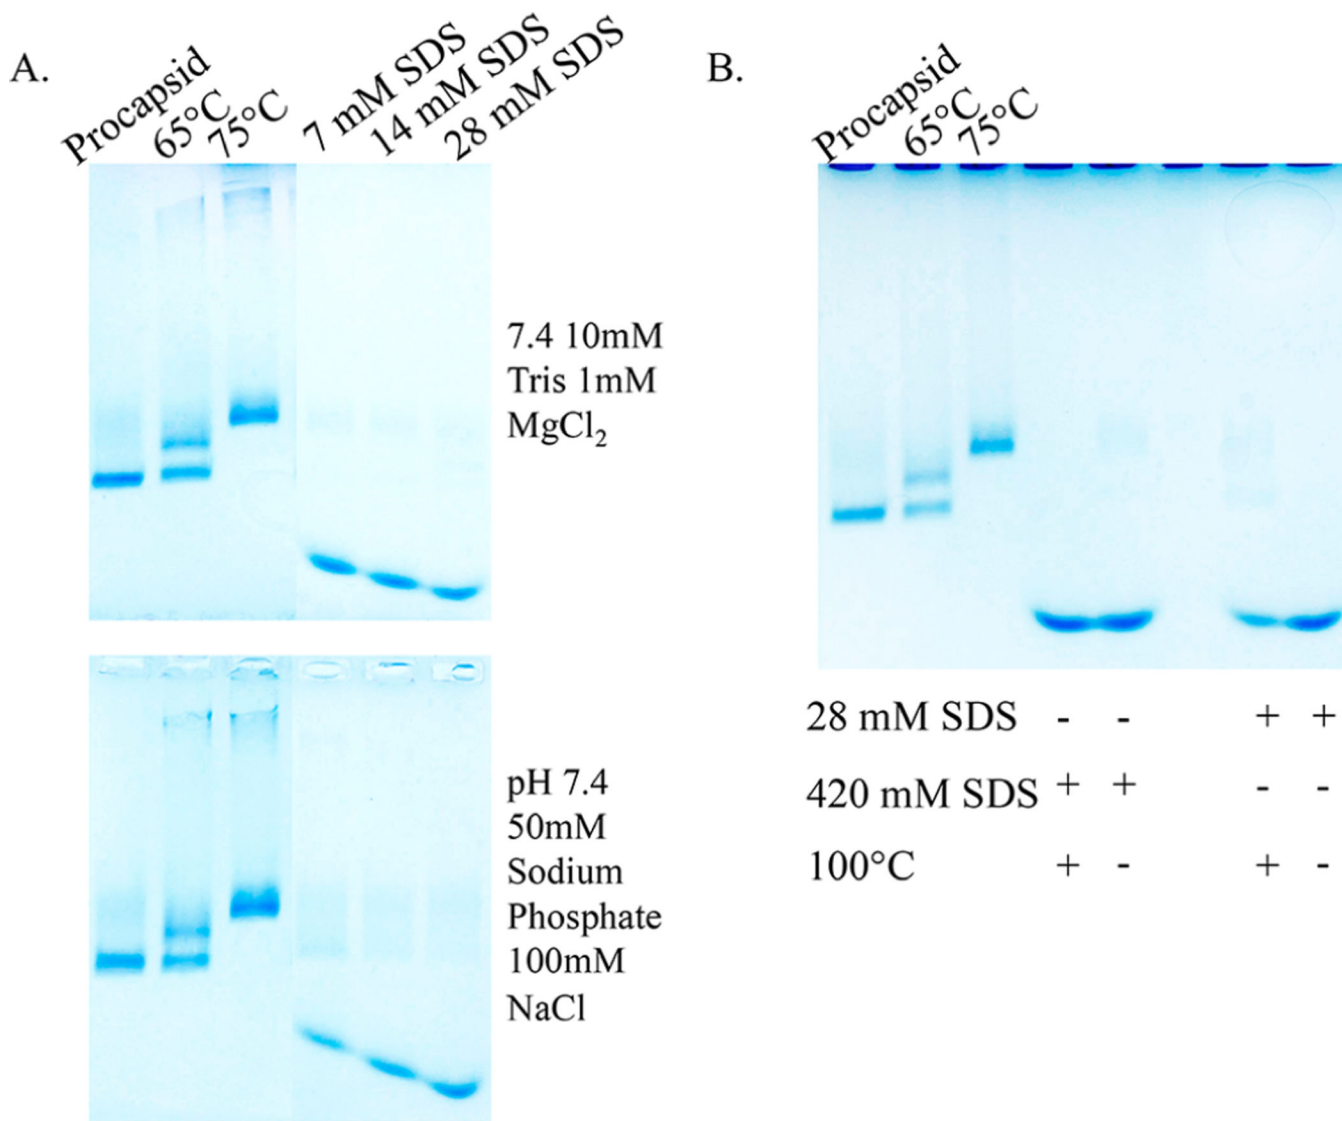 A.
Procapsid
65°C
75°C
7 mM SDS
14 mM SDS
28 mM SDS
7.4 10mM
Tris 1mM
MgCl₂
pH 7.4
50mM
Sodium
Phosphate
100mM
NaCl
B.
Procapsid
65°C
75°C
28 mM SDS - - + +
420 mM SDS + + - -
100°C + - + -